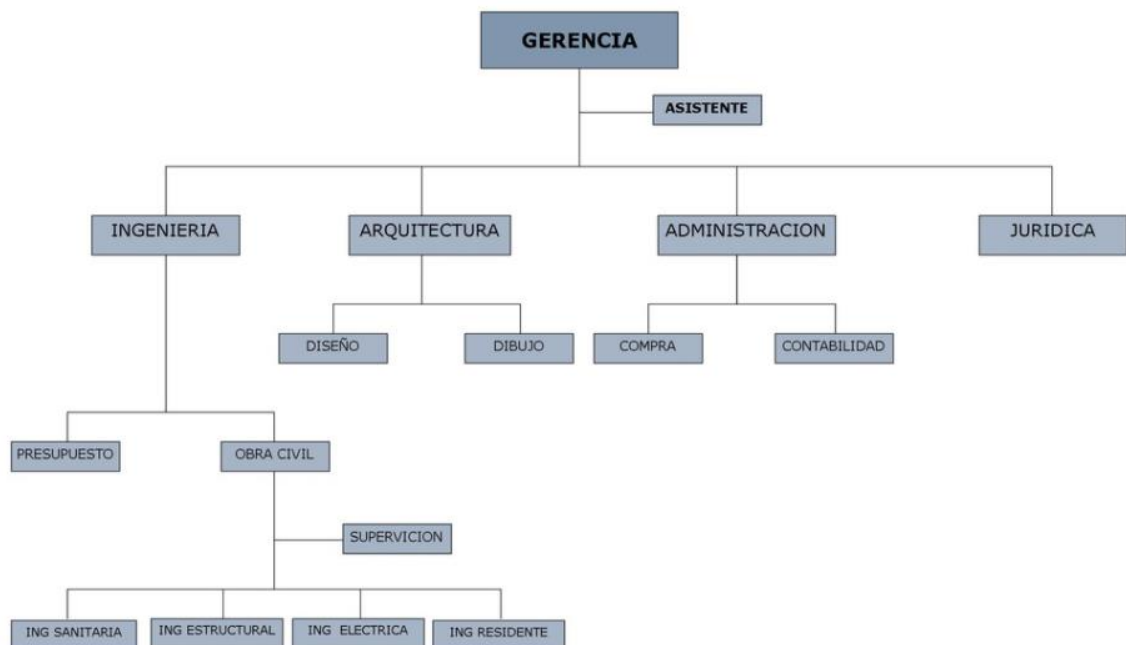 GERENCIA
ASISTENTE
INGENIERIA
ARQUITECTURA
ADMINISTRACION
JURIDICA
DISEÑO
DIBUJO
COMPRA
CONTABILIDAD
PRESUPUESTO
OBRA CIVIL
SUPERVICION
ING SANITARIA
ING ESTRUCTURAL
ING ELECTRICA
ING RESIDENTE